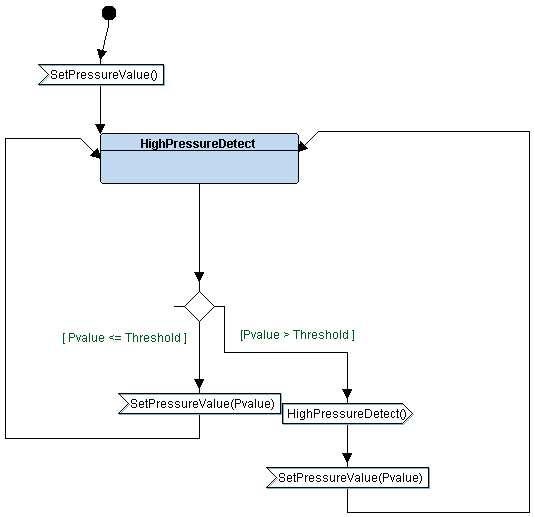 SetPressureValue()
HighPressureDetect
[ Pvalue <= Threshold ]
[Pvalue > Threshold ]
SetPressureValue(Pvalue)
HighPressureDetect()
SetPressureValue(Pvalue)